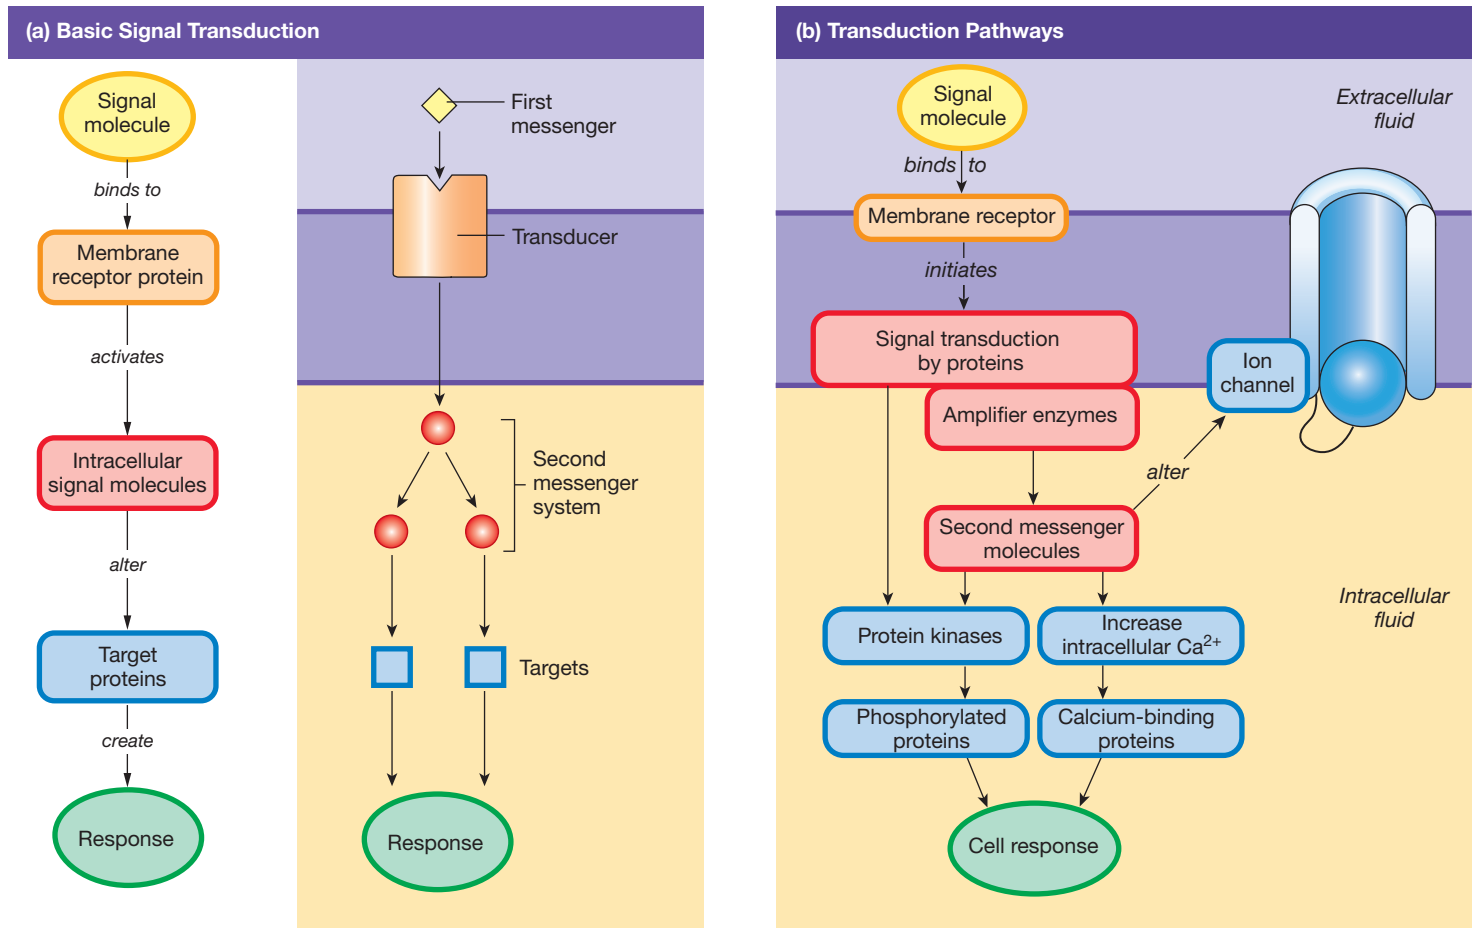 (a) Basic Signal Transduction
Signal
molecule
binds to
Membrane
receptor protein
activates
Intracellular
signal molecules
alter
Target
proteins
create
Response
First
messenger
Transducer
Second
messenger
system
Targets
Response
(b) Transduction Pathways
Signal
molecule
Extracellular
fluid
binds to
Membrane receptor
initiates
Signal transduction
by proteins
Ion
channel
Amplifier enzymes
alter
Second messenger
molecules
Intracellular
fluid
Protein kinases
Increase
intracellular Ca²⁺
Phosphorylated
proteins
Calcium-binding
proteins
Cell response